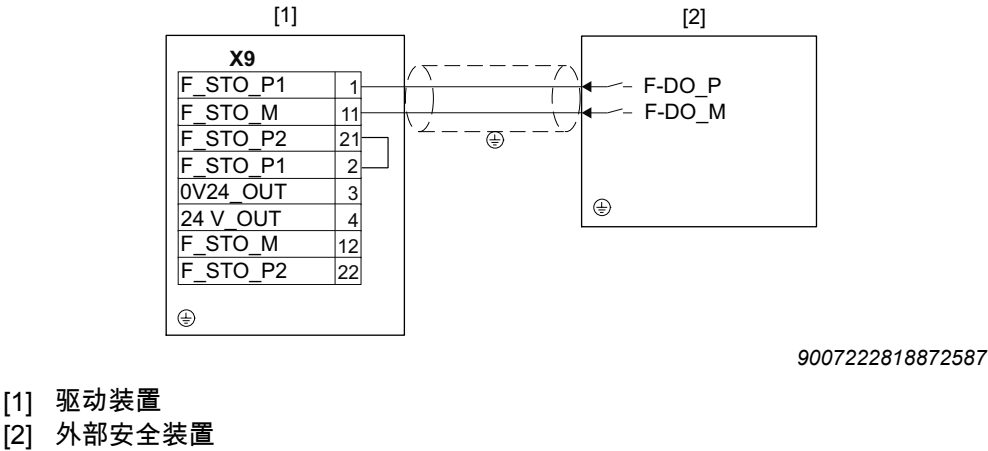 [1] [2]
X9
F_STO_P1 1 F-DO_P
F_STO_M 11 F-DO_M
F_STO_P2 21
F_STO_P1 2
0V24_OUT 3
24 V_OUT 4
F_STO_M 12
F_STO_P2 22
9007222818872587
[1] 驱动装置
[2] 外部安全装置